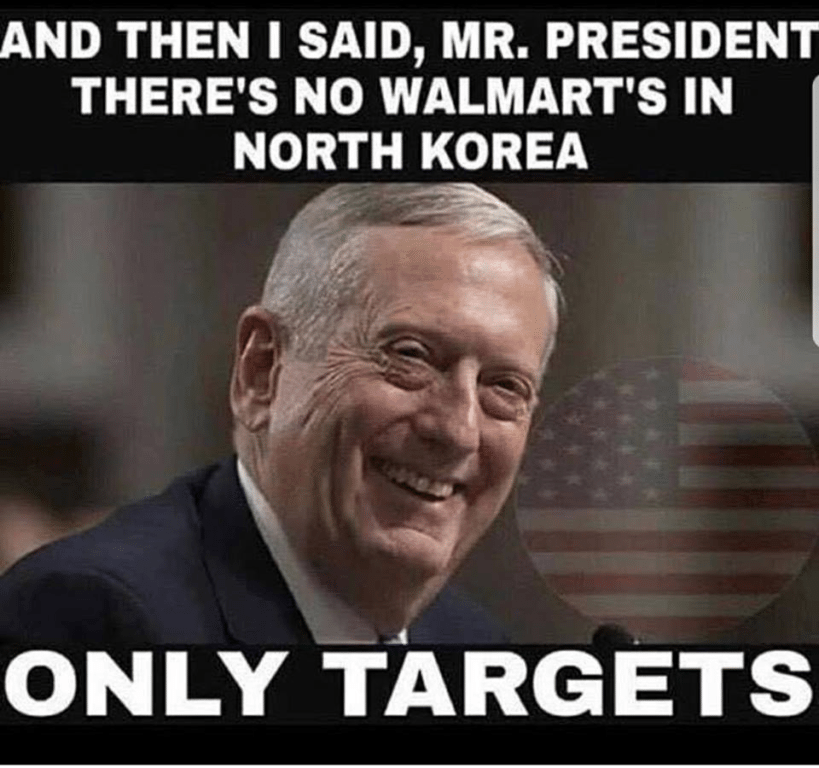 AND THEN I SAID, MR. PRESIDENT
THERE'S NO WALMART'S IN
NORTH KOREA
ONLY TARGETS